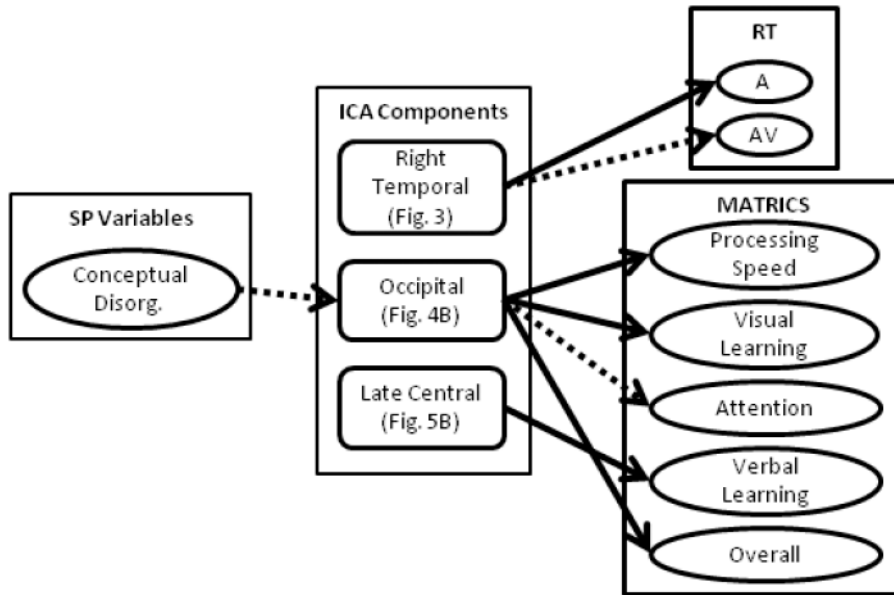 SP Variables
Conceptual
Disorg.
ICA Components
Right
Temporal
(Fig. 3)
Occipital
(Fig. 4B)
Late Central
(Fig. 5B)
RT
A
AV
MATRICS
Processing
Speed
Visual
Learning
Attention
Verbal
Learning
Overall